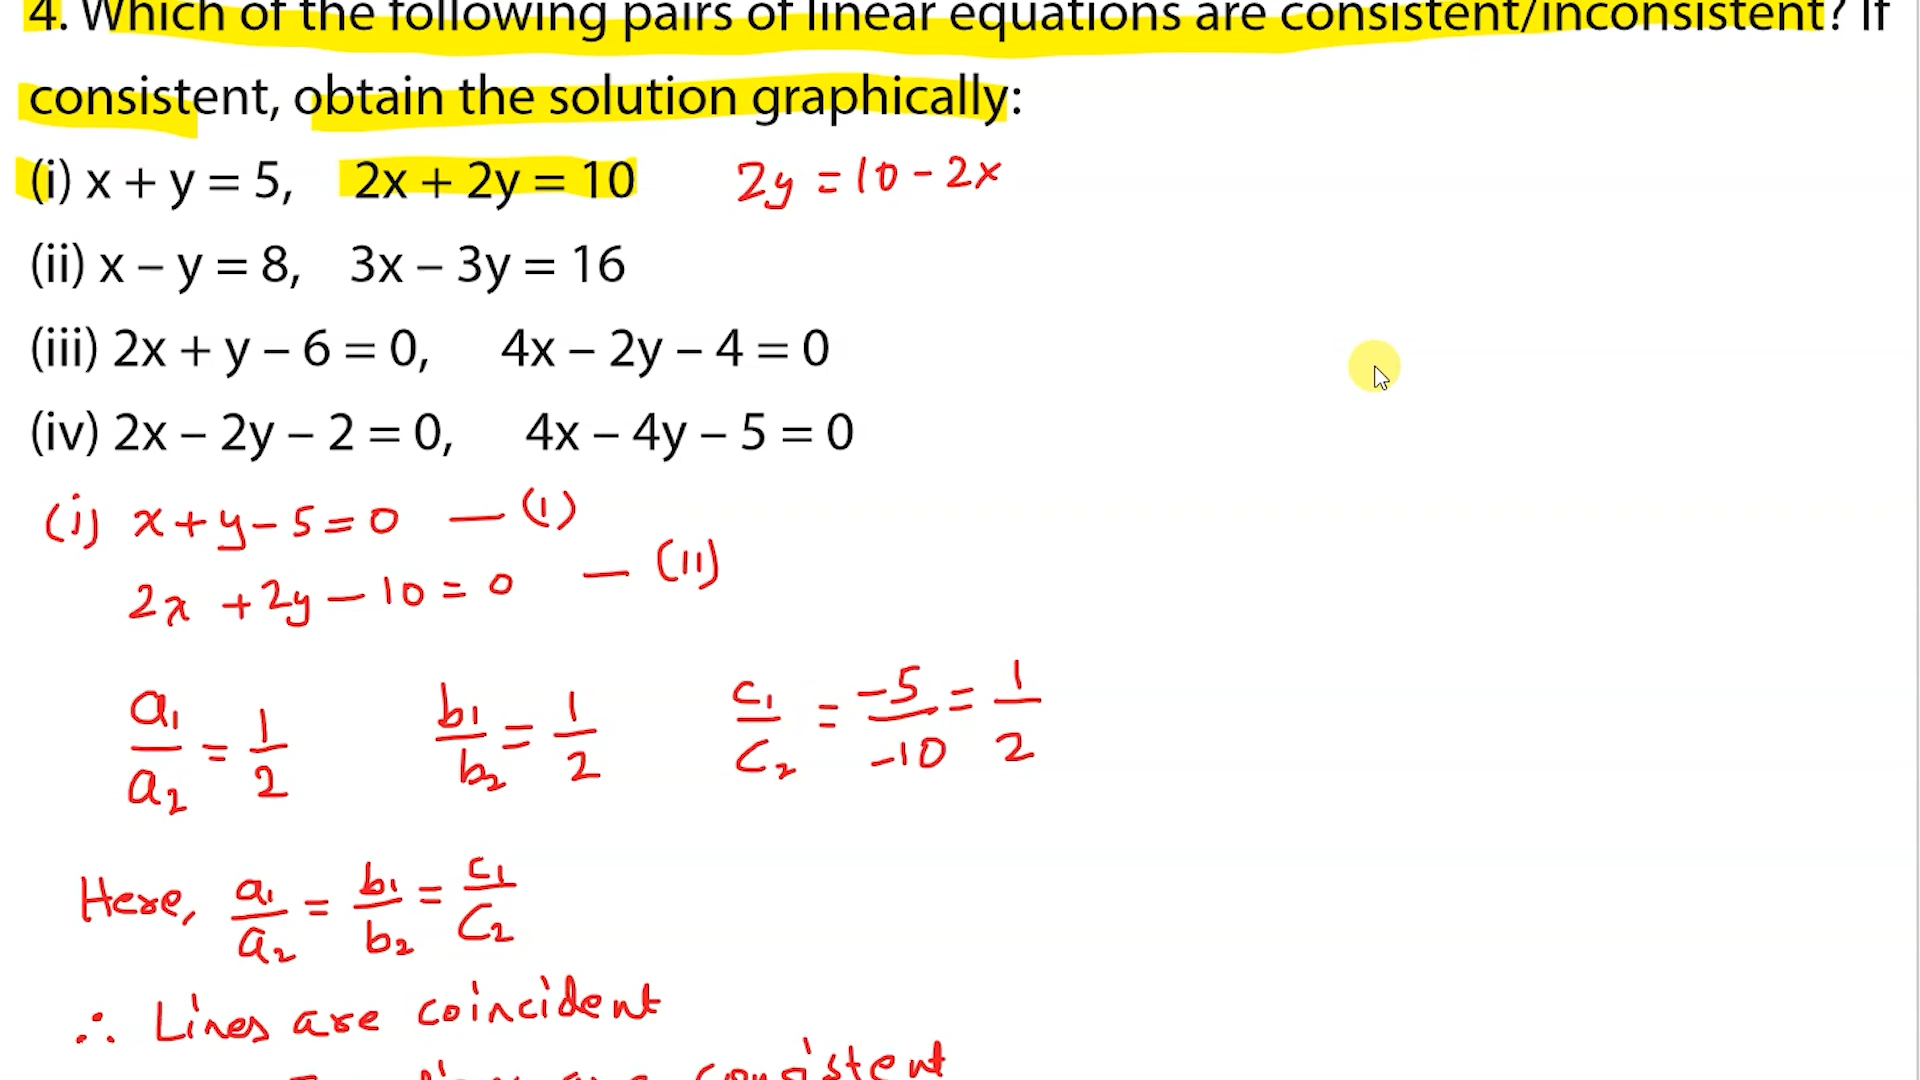 4. Which of the following pairs of linear equations are consistent/inconsistent? If
consistent, obtain the solution graphically:
(i) x + y = 5, 2x + 2y = 10 2y = 10 - 2x
(ii) x – y = 8, 3x – 3y = 16
(iii) 2x + y – 6 = 0, 4x – 2y – 4 = 0
(iv) 2x – 2y – 2 = 0, 4x – 4y – 5 = 0
(i) x + y - 5 = 0 — (I)
2x + 2y - 10 = 0 — (II)
a₁/a₂ = 1/2 b₁/b₂ = 1/2 c₁/c₂ = -5/-10 = 1/2
Here, a₁/a₂ = b₁/b₂ = c₁/c₂
∴ Lines are coincident
are consistent